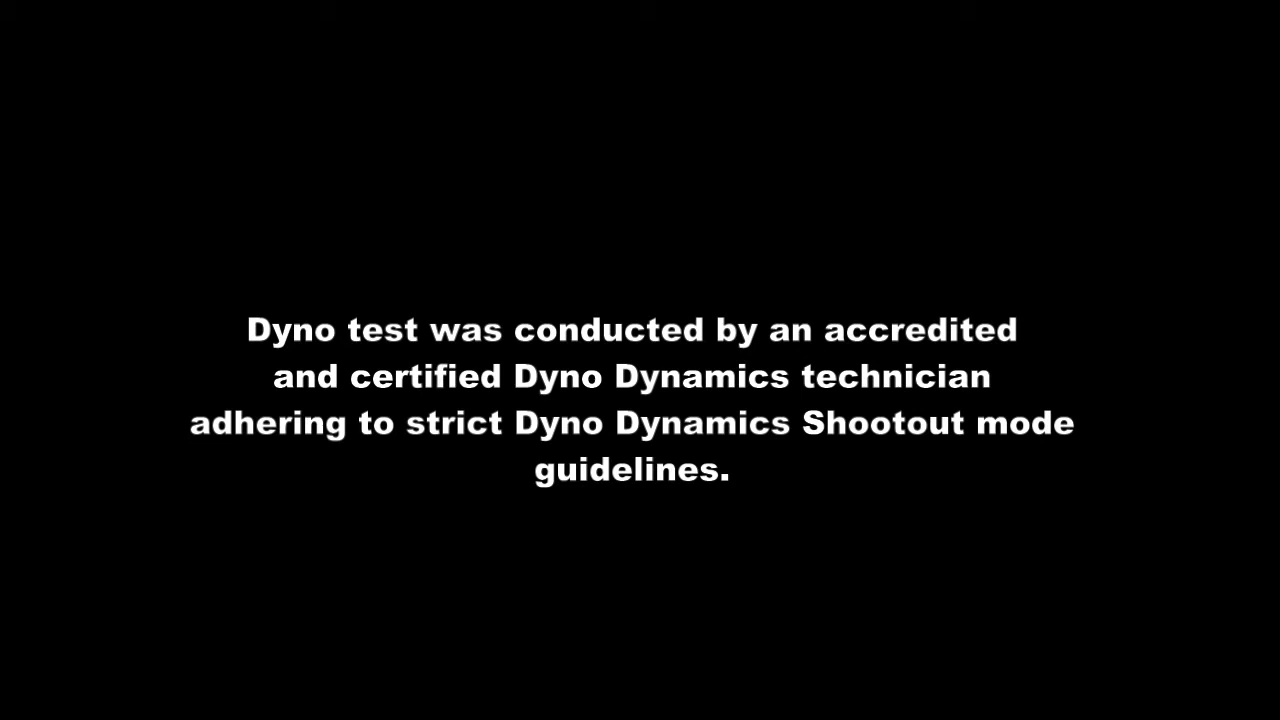 Dyno test was conducted by an accredited
and certified Dyno Dynamics technician
adhering to strict Dyno Dynamics Shootout mode
guidelines.